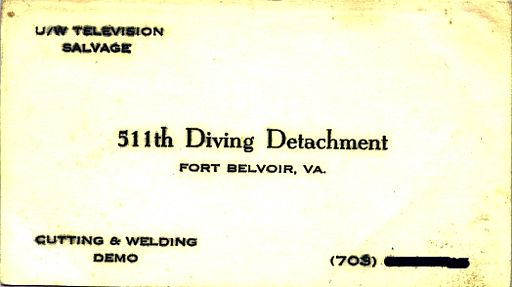 U/W TELEVISION
SALVAGE
511th Diving Detachment
FORT BELVOIR, VA.
CUTTING & WELDING
DEMO
(703)